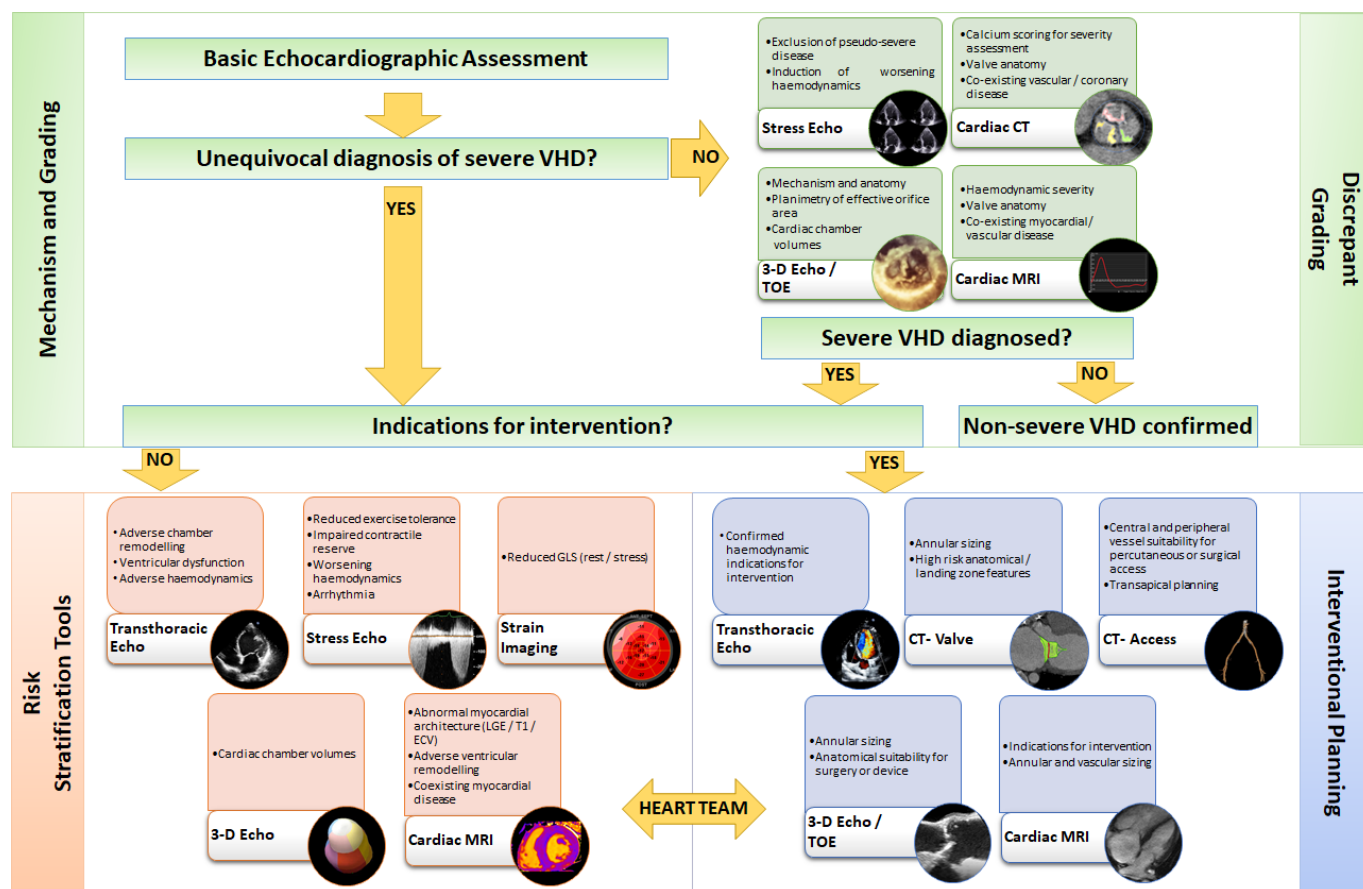 Mechanism and Grading
Basic Echocardiographic Assessment
Unequivocal diagnosis of severe VHD?
NO
YES
•Exclusion of pseudo-severe
disease
•Induction of worsening
haemodynamics
Stress Echo
•Calcium scoring for severity
assessment
•Valve anatomy
•Co-existing vascular / coronary
disease
Cardiac CT
•Mechanism and anatomy
•Planimetry of effective orifice
area
•Cardiac chamber
volumes
3-D Echo /
TOE
•Haemodynamic severity
•Valve anatomy
•Co-existing myocardial/
vascular disease
Cardiac MRI
Discrepant
Grading
Severe VHD diagnosed?
YES
NO
Indications for intervention?
Non-severe VHD confirmed
NO
YES
Risk
Stratification Tools
• Adverse chamber
remodelling
• Ventricular dysfunction
• Adverse haemodynamics
Transthoracic
Echo
•Reduced exercise tolerance
•Impaired contractile
reserve
•Worsening
haemodynamics
•Arrhythmia
Stress Echo
•Reduced GLS (rest / stress)
Strain
Imaging
•Cardiac chamber volumes
3-D Echo
•Abnormal myocardial
architecture (LGE / T1 /
ECV)
•Adverse ventricular
remodelling
•Coexisting myocardial
disease
Cardiac MRI
HEART TEAM
• Confirmed
haemodynamic
indications for
intervention
Transthoracic
Echo
•Annular sizing
•High risk anatomical /
landing zone features
CT- Valve
•Central and peripheral
vessel suitability for
percutaneous or surgical
access
•Transapical planning
CT- Access
•Annular sizing
•Anatomical suitability for
surgery or device
3-D Echo /
TOE
•Indications for intervention
•Annular and vascular sizing
Cardiac MRI
Interventional Planning